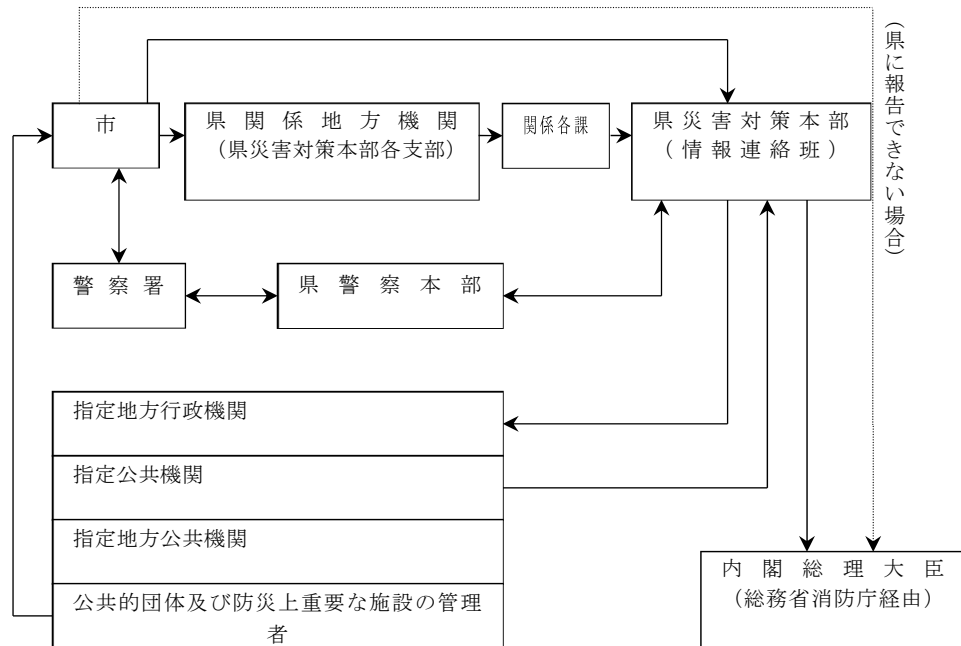 市
県関係地方機関
（県災害対策本部各支部）
関係各課
県災害対策本部
（情報連絡班）
（県に報告できない場合）
警察署
県警察本部
指定地方行政機関
指定公共機関
指定地方公共機関
公共的団体及び防災上重要な施設の管理
者
内閣総理大臣
（総務省消防庁経由）